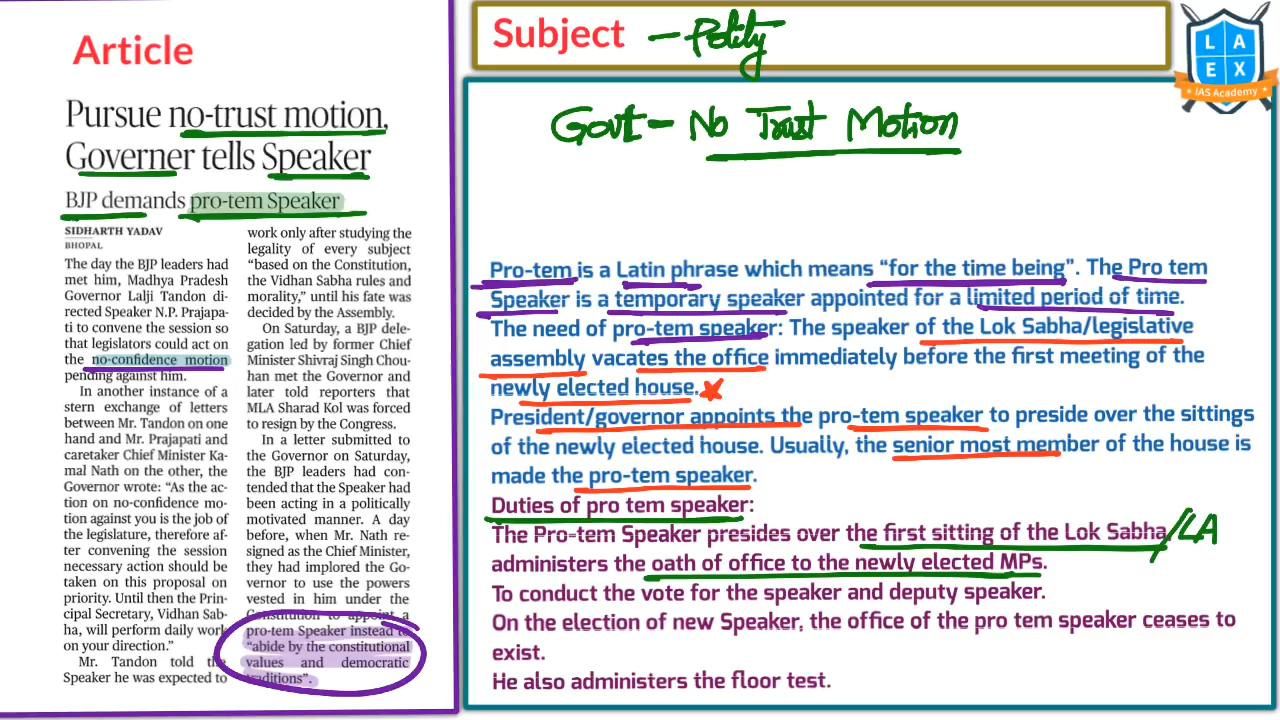 Article
Pursue no-trust motion,
Governer tells Speaker
BJP demands pro-tem Speaker
SIDHARTH YADAV
BHOPAL
The day the BJP leaders had
met him, Madhya Pradesh
Governor Lalji Tandon di-
rected Speaker N.P. Prajapa-
ti to convene the session so
that legislators could act on
the no-confidence motion
pending against him.
In another instance of a
stern exchange of letters
between Mr. Tandon on one
hand and Mr. Prajapati and
caretaker Chief Minister Ka-
mal Nath on the other, the
Governor wrote: “As the ac-
tion on no-confidence mo-
tion against you is the job of
the legislature, therefore af-
ter convening the session
necessary action should be
taken on this proposal on
priority. Until then the Prin-
cipal Secretary, Vidhan Sab-
ha, will perform daily work
on your direction.”
Mr. Tandon told the
Speaker he was expected to
work only after studying the
legality of every subject
“based on the Constitution,
the Vidhan Sabha rules and
morality,” until his fate was
decided by the Assembly.
On Saturday, a BJP dele-
gation led by former Chief
Minister Shivraj Singh Chou-
han met the Governor and
later told reporters that
MLA Sharad Kol was forced
to resign by the Congress.
In a letter submitted to
the Governor on Saturday,
the BJP leaders had con-
tended that the Speaker had
been acting in a politically
motivated manner. A day
before, when Mr. Nath re-
signed as the Chief Minister,
they had implored the Go-
vernor to use the powers
vested in him under the
Constitution to appoint a
pro-tem Speaker instead to
“abide by the constitutional
values and democratic
traditions”.
Subject - Polity
L A
E X
IAS Academy
Govt - No Trust Motion
Pro-tem is a Latin phrase which means “for the time being”. The Pro tem
Speaker is a temporary speaker appointed for a limited period of time.
The need of pro-tem speaker: The speaker of the Lok Sabha/legislative
assembly vacates the office immediately before the first meeting of the
newly elected house.
President/governor appoints the pro-tem speaker to preside over the sittings
of the newly elected house. Usually, the senior most member of the house is
made the pro-tem speaker.
Duties of pro tem speaker:
The Pro-tem Speaker presides over the first sitting of the Lok Sabha/LA
administers the oath of office to the newly elected MPs.
To conduct the vote for the speaker and deputy speaker.
On the election of new Speaker, the office of the pro tem speaker ceases to
exist.
He also administers the floor test.